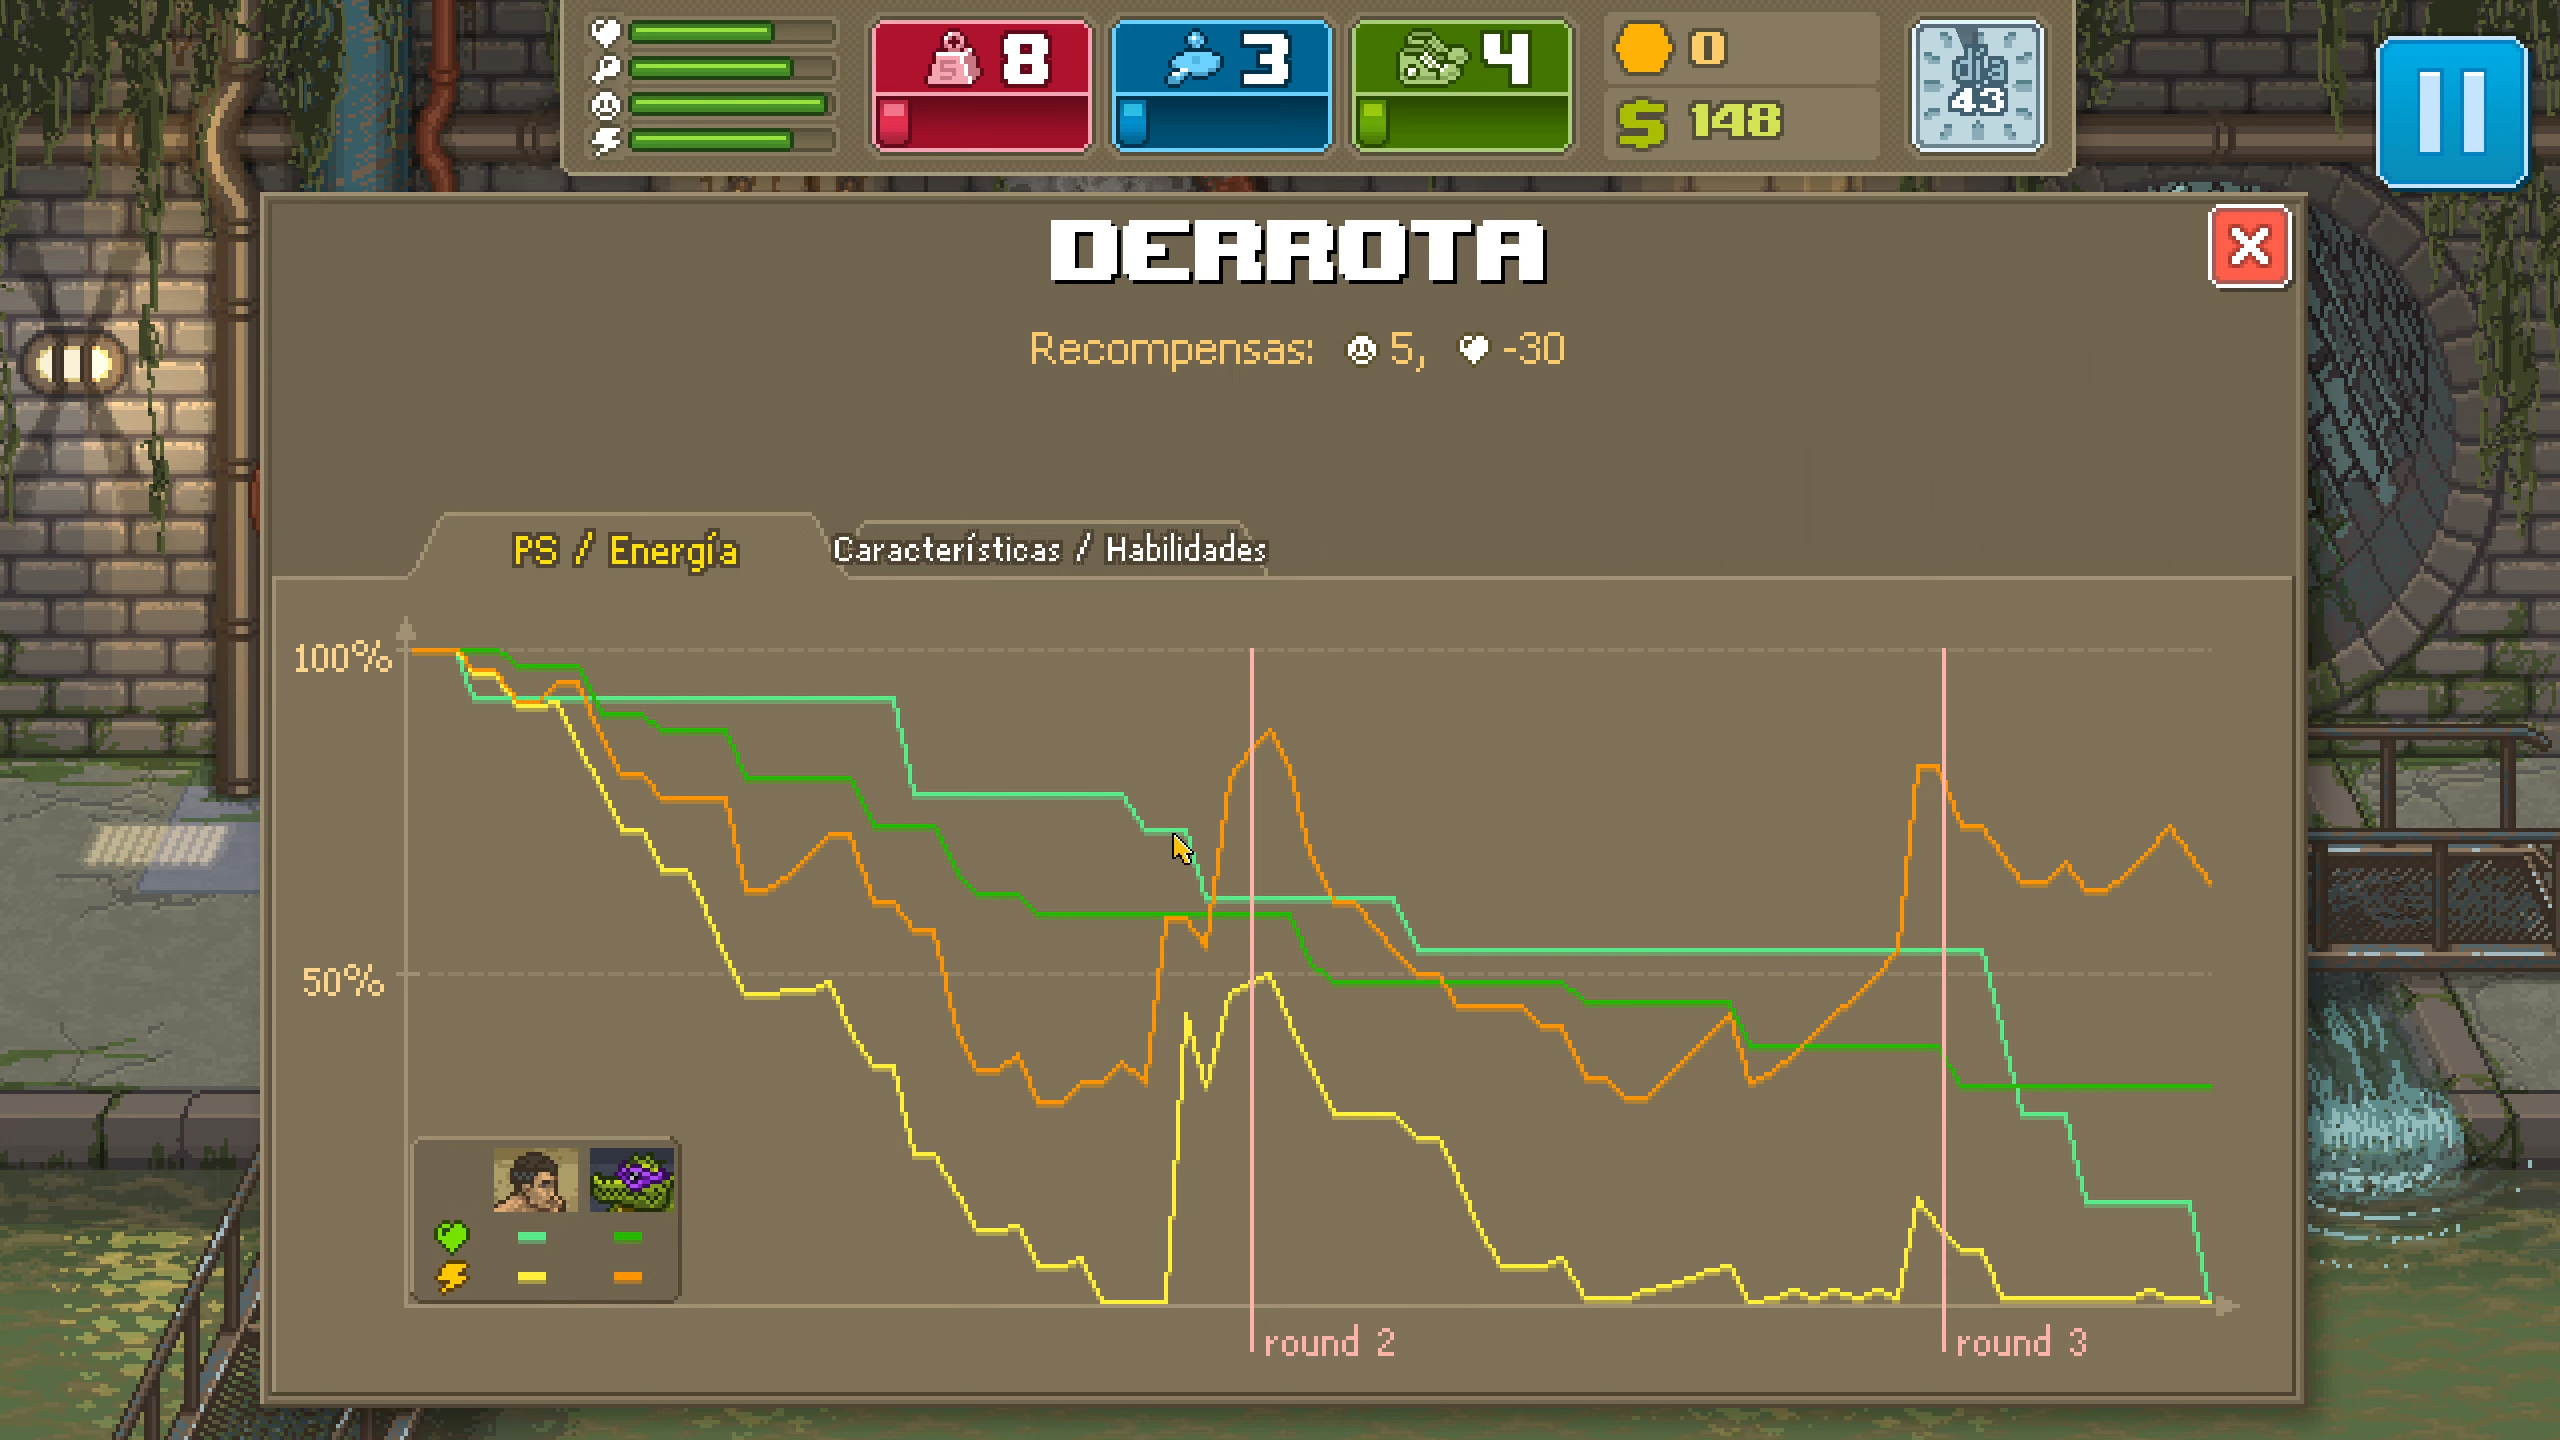 8
3
4
0
148
día
43
DERROTA
Recompensas: 5, -30
PS / Energía
Características / Habilidades
100%
50%
round 2
round 3